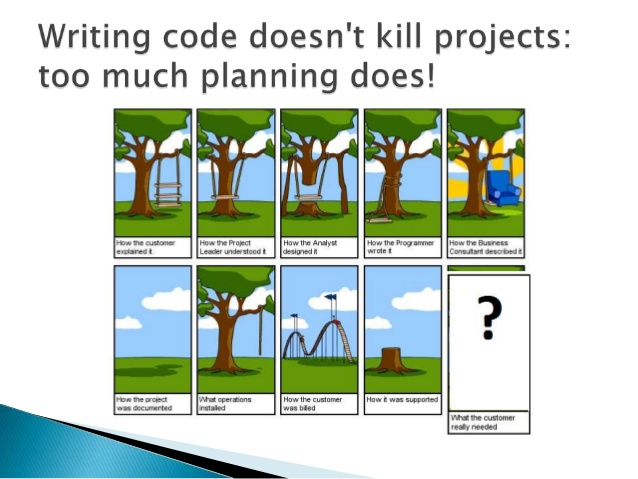 Writing code doesn't kill projects:
too much planning does!
How the customer
explained it
How the Project
Leader understood it
How the Analyst
designed it
How the Programmer
wrote it
How the Business
Consultant described it
How the project
was documented
What operations
installed
How the customer
was billed
How it was supported
?
What the customer
really needed